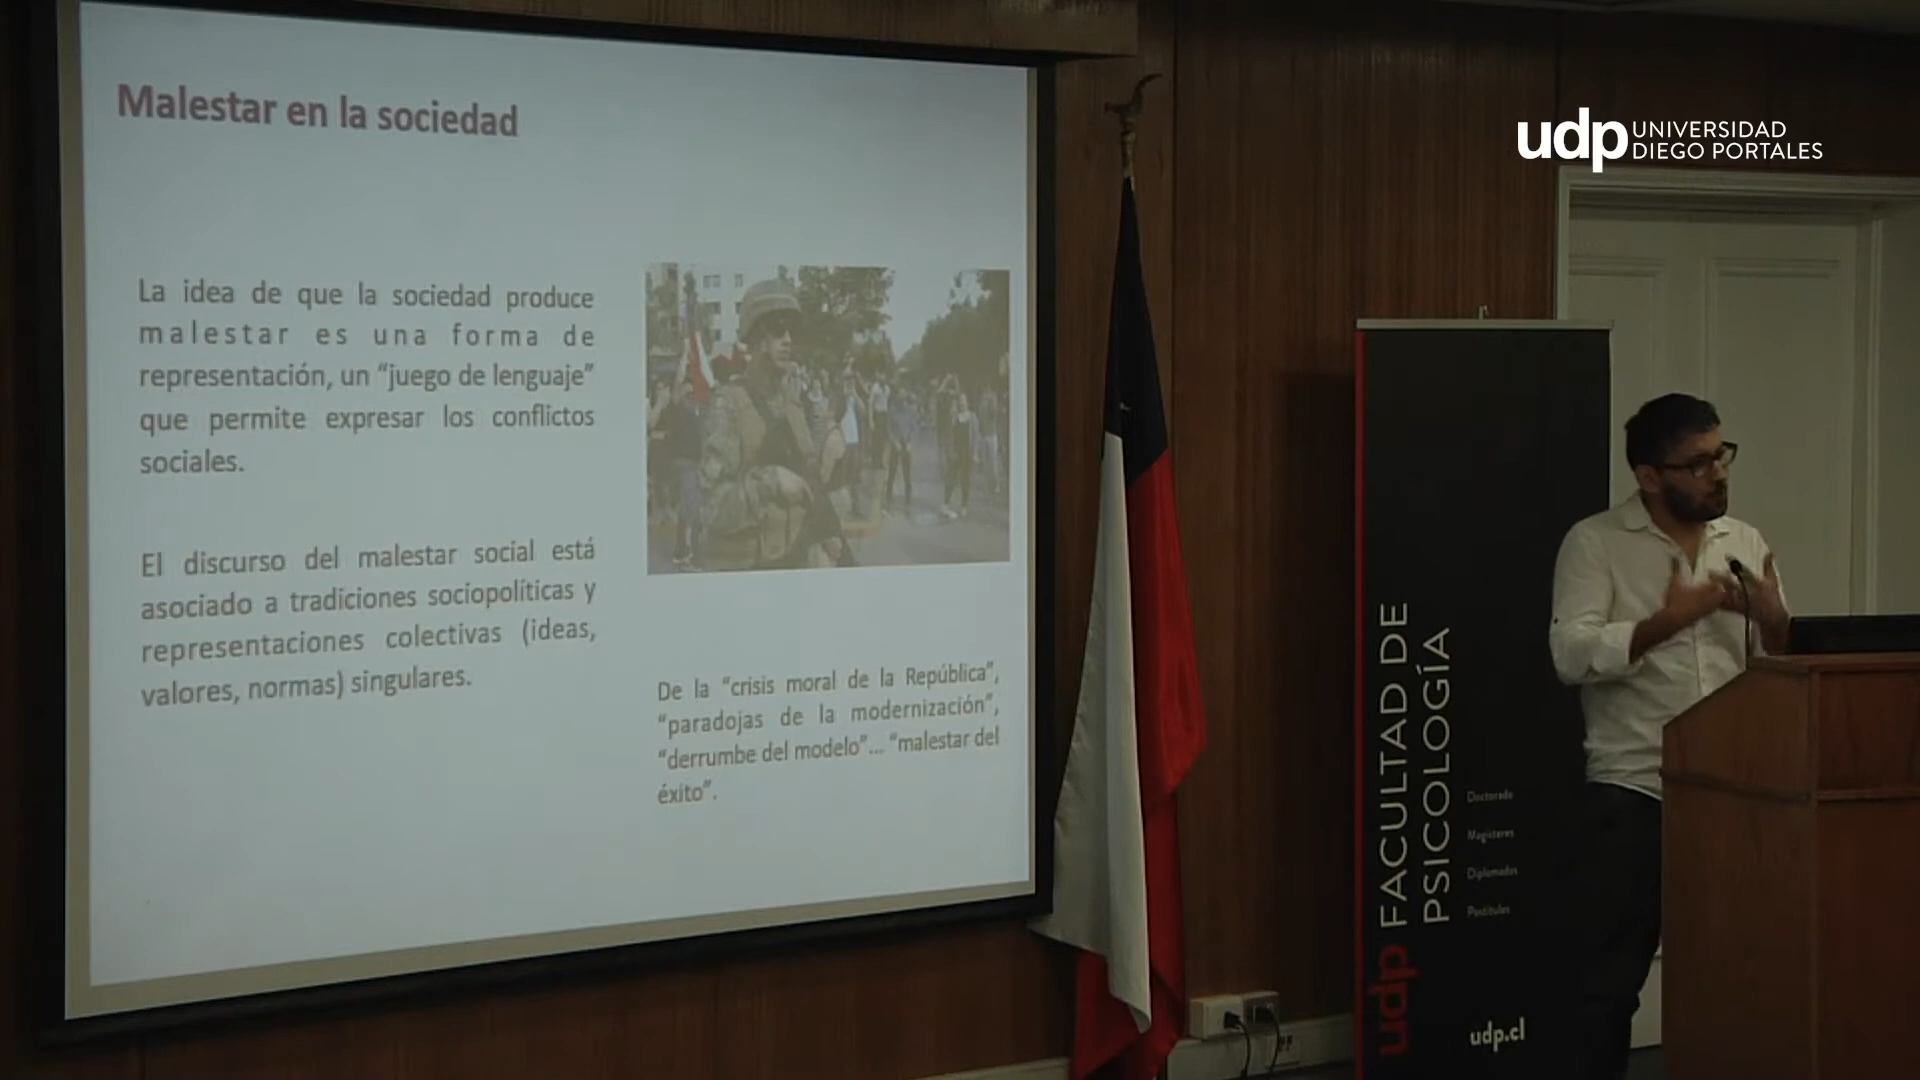 Malestar en la sociedad
La idea de que la sociedad produce
malestar es una forma de
representación, un “juego de lenguaje”
que permite expresar los conflictos
sociales.
El discurso del malestar social está
asociado a tradiciones sociopolíticas y
representaciones colectivas (ideas,
valores, normas) singulares.
De la “crisis moral de la República”,
“paradojas de la modernización”,
“derrumbe del modelo”... “malestar del
éxito”.
udp UNIVERSIDAD
DIEGO PORTALES
udp FACULTAD DE
PSICOLOGÍA
Doctorado
Magísteres
Diplomados
Postítulos
udp.cl